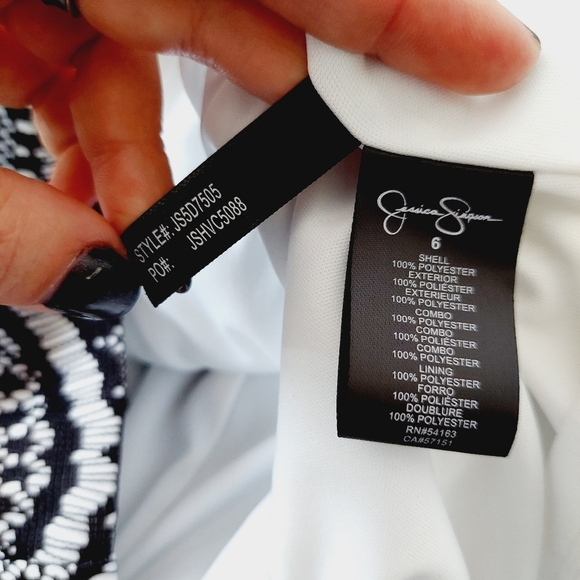 STYLE#: JS5D7505
PO#: JSHVC5088
Jessica Simpson
6
SHELL
100% POLYESTER
EXTERIOR
100% POLIÉSTER
EXTERIEUR
100% POLYESTER
COMBO
100% POLYESTER
COMBO
100% POLIÉSTER
COMBO
100% POLYESTER
LINING
100% POLYESTER
FORRO
100% POLIÉSTER
DOUBLURE
100% POLYESTER
RN#54163
CA#57151